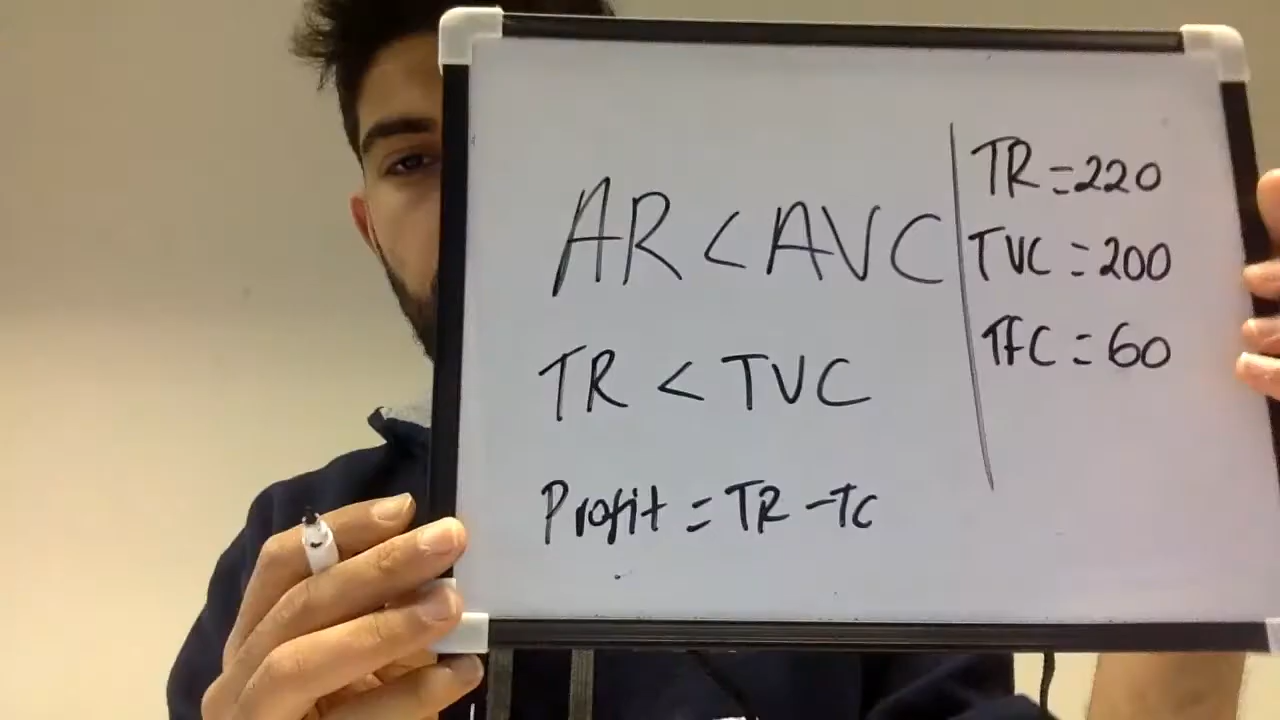 AR < AVC
TR < TVC
Profit = TR - TC
TR = 220
TVC = 200
TFC = 60